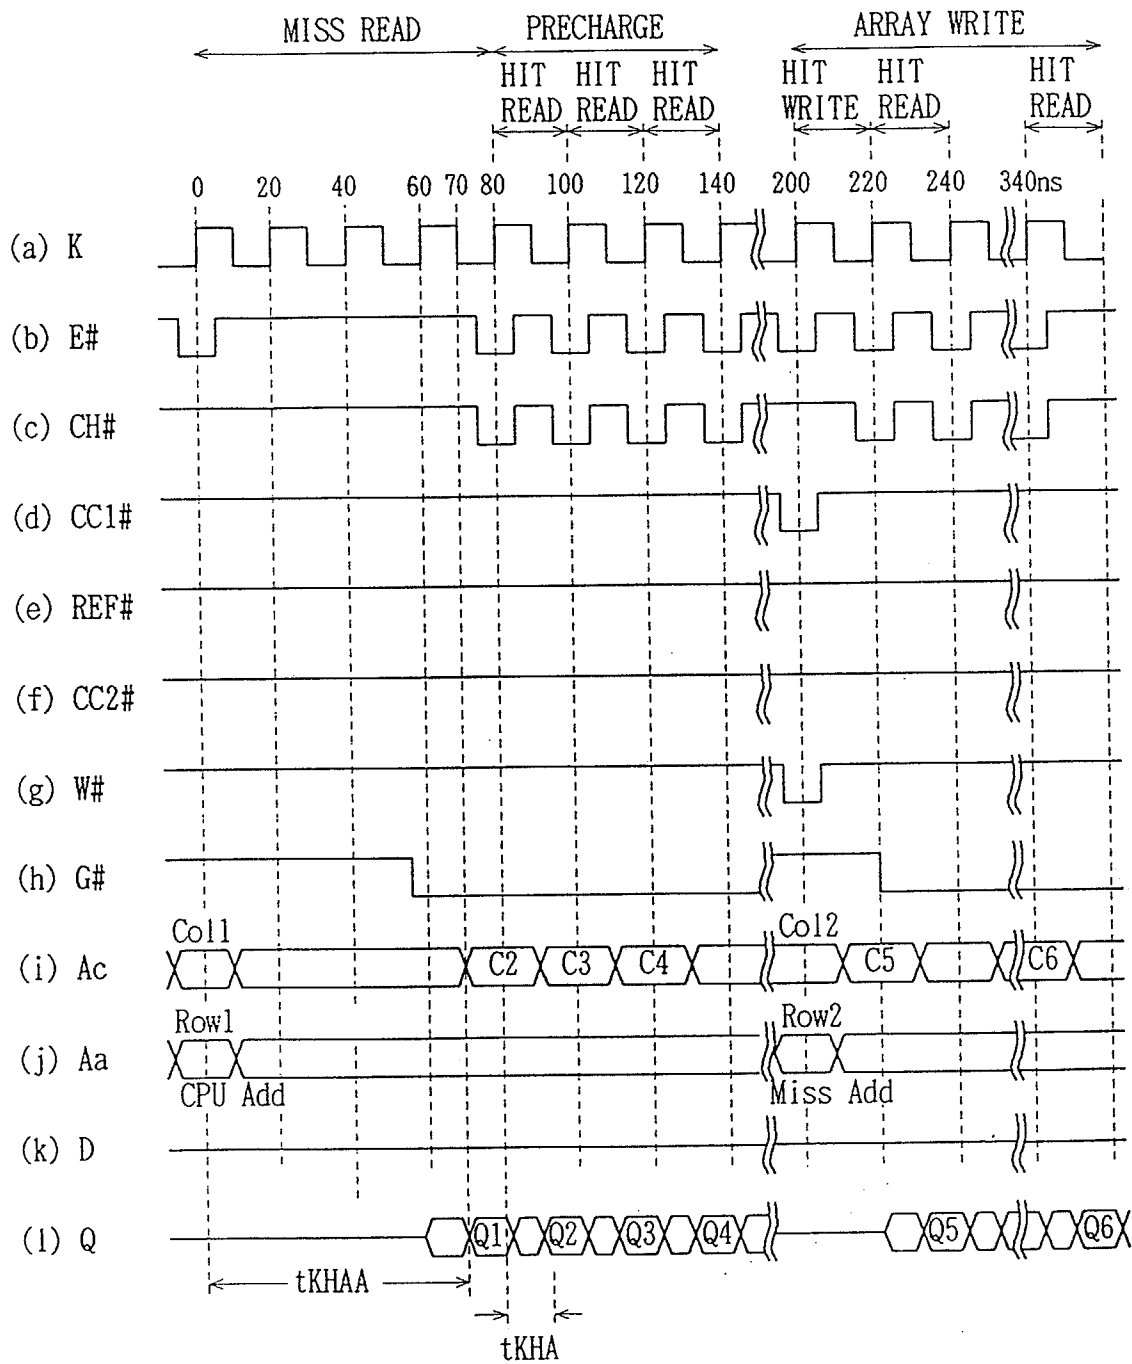 MISS READ PRECHARGE ARRAY WRITE
HIT HIT HIT HIT HIT HIT
READ READ READ WRITE READ READ
0 20 40 60 70 80 100 120 140 200 220 240 340ns
(a) K
(b) E#
(c) CH#
(d) CC1#
(e) REF#
(f) CC2#
(g) W#
(h) G#
Col1 Col2
(i) Ac C2 C3 C4 C5 C6
Row1 Row2
(j) Aa
CPU Add Miss Add
(k) D
(l) Q Q1 Q2 Q3 Q4 Q5 Q6
tKHAA
tKHA